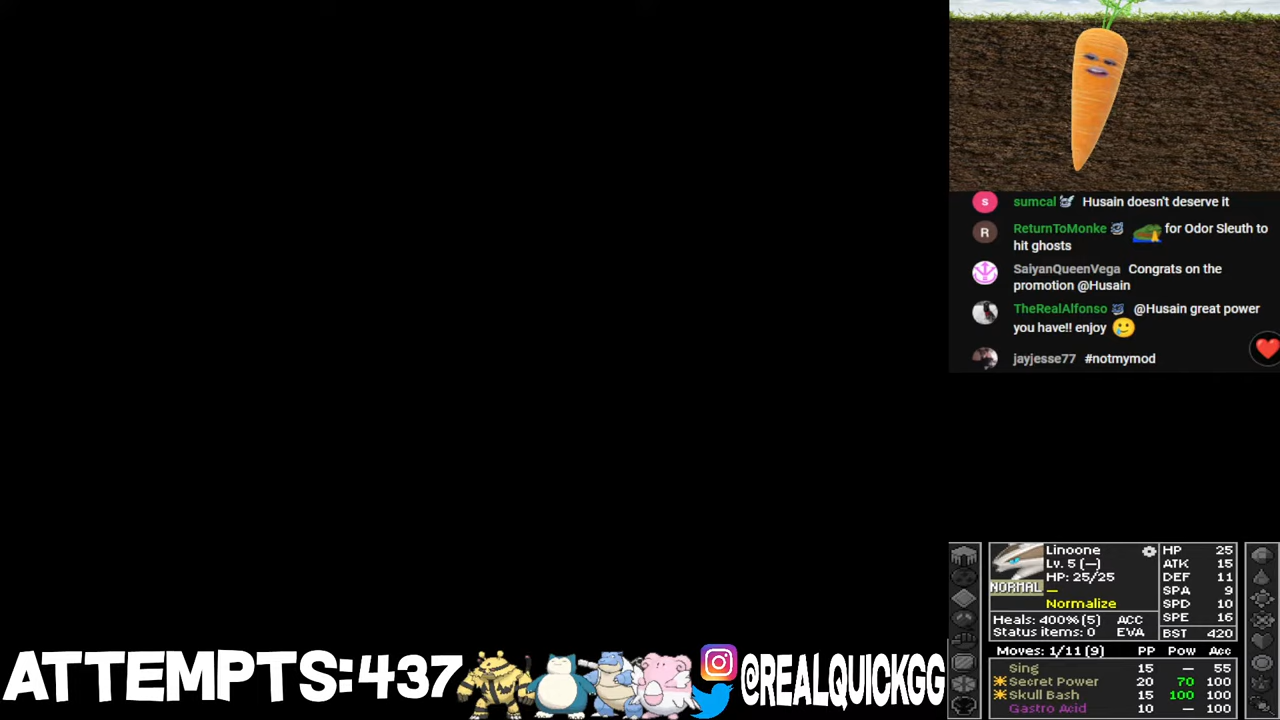 S
sumcal Husain doesn't deserve it
R
ReturnToMonke for Odor Sleuth to
hit ghosts
SaiyanQueenVega Congrats on the
promotion @Husain
TheRealAlfonso @Husain great power
you have!! enjoy
jayjesse77 #notmymod
Linoone
Lv. 5 (—)
HP: 25/25
NORMAL
—
Normalize
HP 25
ATK 15
DEF 11
SPA 9
SPD 10
SPE 16
BST 420
Heals: 400% (5) ACC
Status items: 0 EVA
Moves: 1/11 (9) PP Pow Acc
Sing 15 — 55
Secret Power 20 70 100
Skull Bash 15 100 100
Gastro Acid 10 — 100
ATTEMPTS:437
@REALQUICKGG